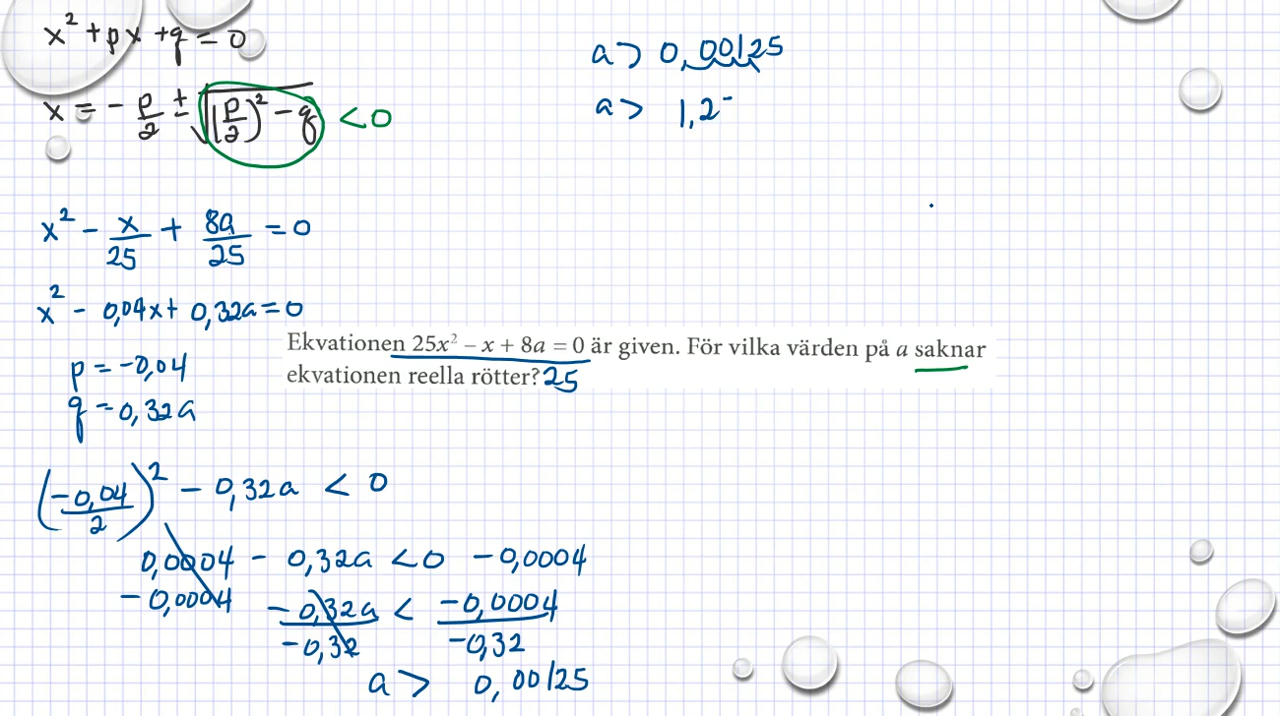 x² + px + q = 0
x = - p/2 ± √((p/2)² - q) < 0
x² - x/25 + 8a/25 = 0
x² - 0,04x + 0,32a = 0
p = -0,04
q = 0,32a
(-0,04/2)² - 0,32a < 0
0,0004 - 0,32a < 0 - 0,0004
- 0,0004
- 0,32a / -0,32 < -0,0004 / -0,32
a > 0,00125
Ekvationen 25x² – x + 8a = 0 är given. För vilka värden på a saknar
ekvationen reella rötter? 25
a > 0,00125
a > 1,2